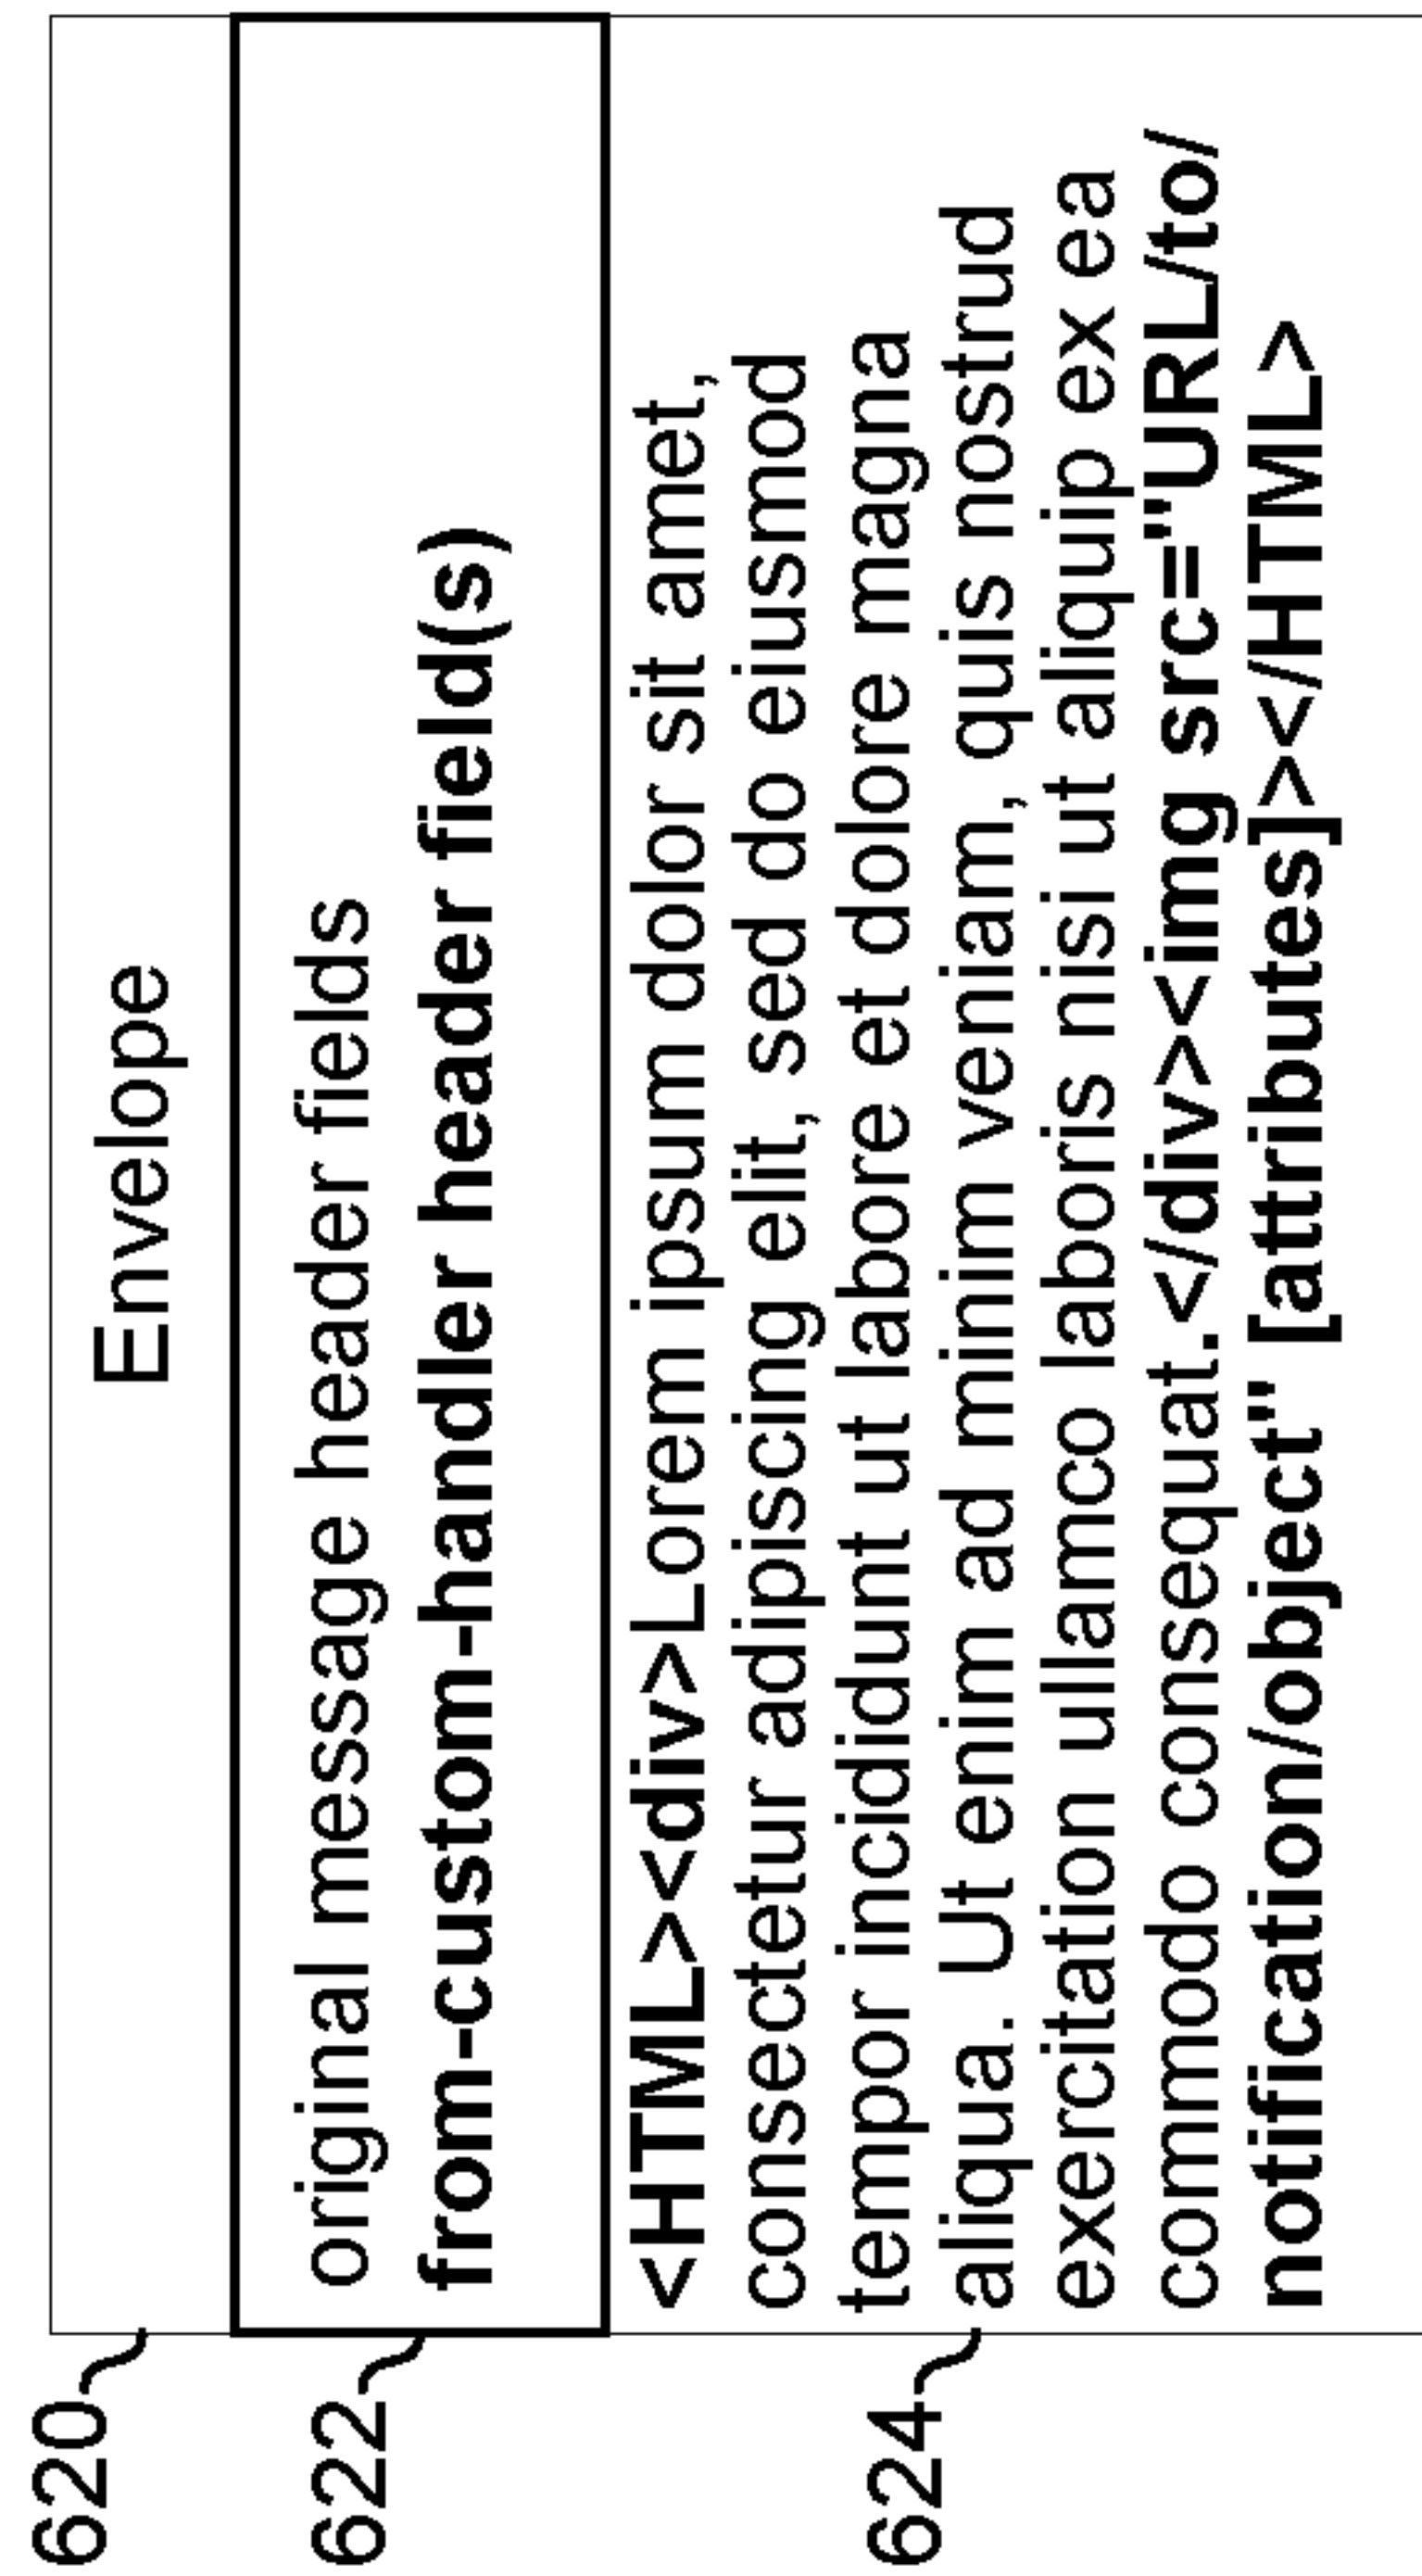 620
Envelope
622
original message header fields
from-custom-handler header field(s)
624
<HTML><div>Lorem ipsum dolor sit amet,
consectetur adipiscing elit, sed do eiusmod
tempor incididunt ut labore et dolore magna
aliqua. Ut enim ad minim veniam, quis nostrud
exercitation ullamco laboris nisi ut aliquip ex ea
commodo consequat.</div><img src="URL/to/
notification/object" [attributes]></HTML>